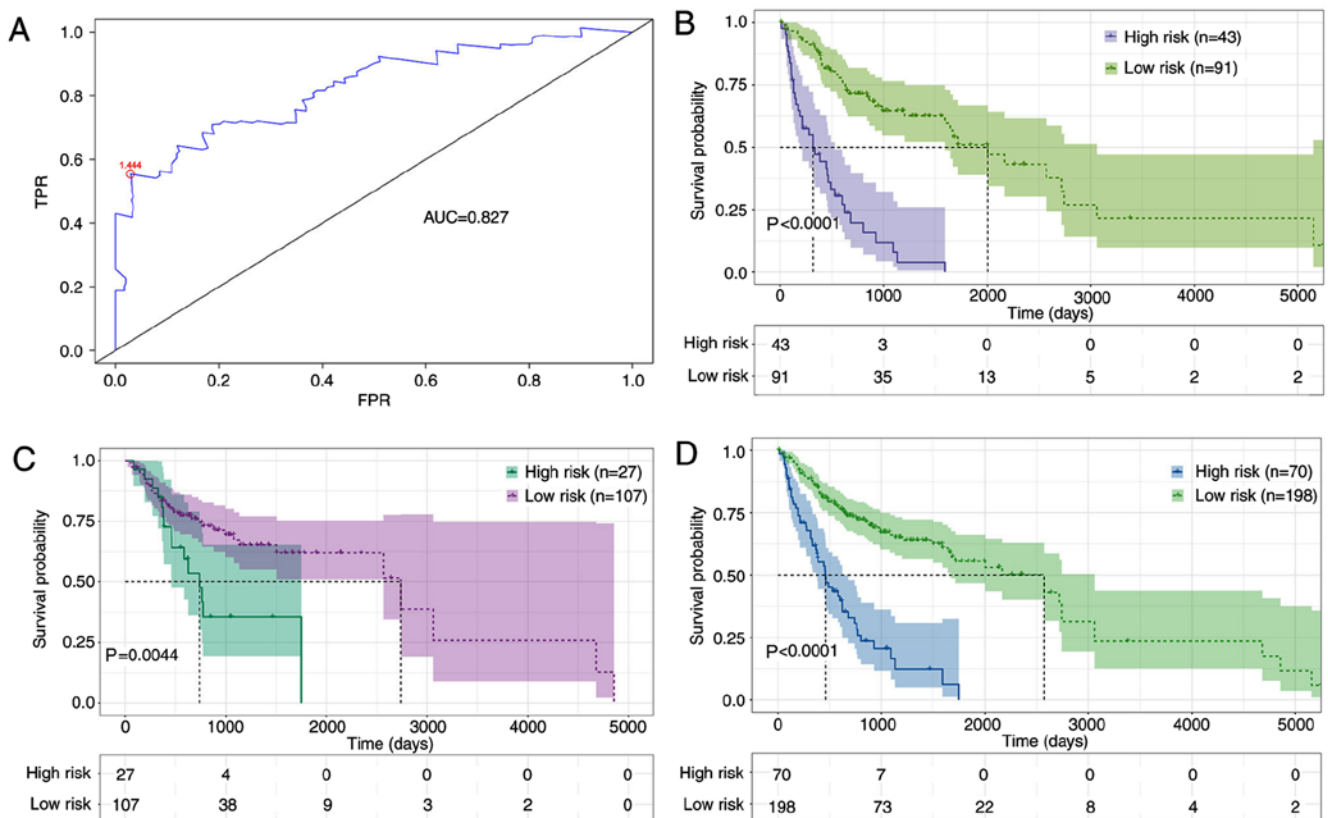 A
1.0
0.8
0.6
0.4
0.2
0.0
TPR
1.444
AUC=0.827
0.0 0.2 0.4 0.6 0.8 1.0
FPR
B
1.0
0.75
0.5
0.25
0.0
Survival probability
High risk (n=43)
Low risk (n=91)
P<0.0001
0 1000 2000 3000 4000 5000
Time (days)
High risk 43 3 0 0 0 0
Low risk 91 35 13 5 2 2
C
1.0
0.75
0.50
0.25
0.0
Survival probability
High risk (n=27)
Low risk (n=107)
P=0.0044
0 1000 2000 3000 4000 5000
Time (days)
High risk 27 4 0 0 0 0
Low risk 107 38 9 3 2 0
D
1.0
0.75
0.50
0.25
0.0
Survival probability
High risk (n=70)
Low risk (n=198)
P<0.0001
0 1000 2000 3000 4000 5000
Time (days)
High risk 70 7 0 0 0 0
Low risk 198 73 22 8 4 2